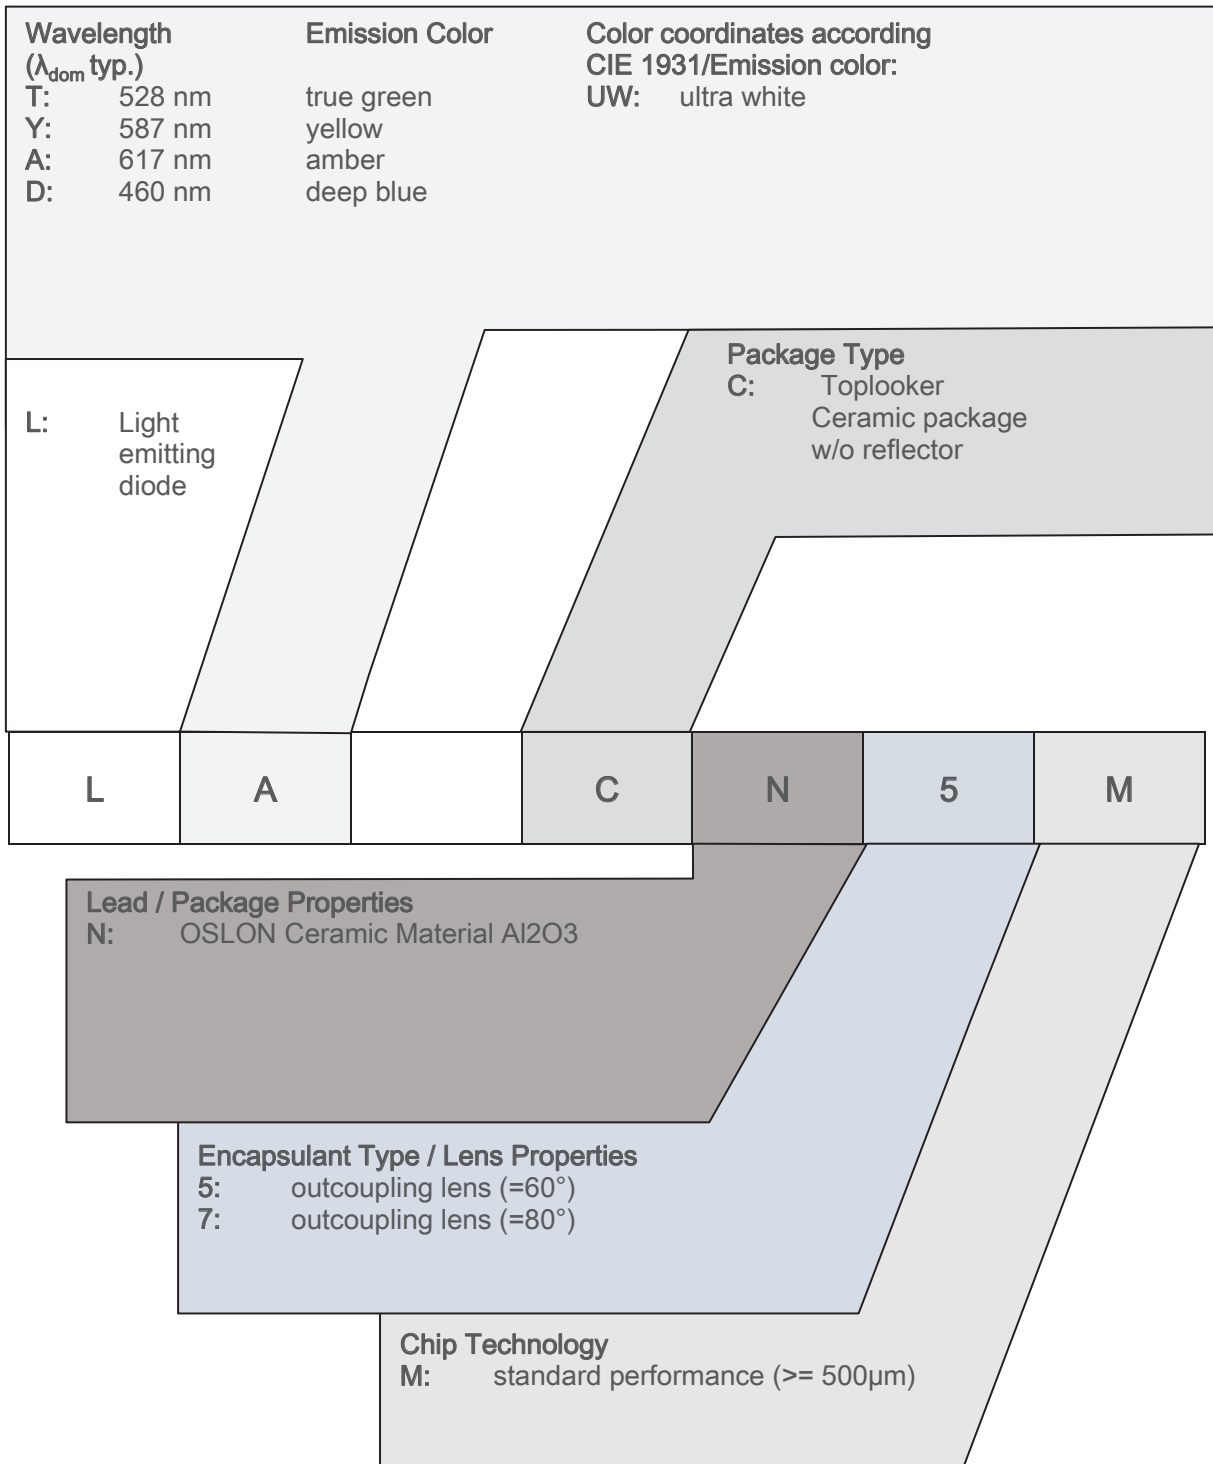 Wavelength Emission Color Color coordinates according
(λdom typ.) CIE 1931/Emission color:
T: 528 nm true green UW: ultra white
Y: 587 nm yellow
A: 617 nm amber
D: 460 nm deep blue
Package Type
C: Toplooker
Ceramic package
w/o reflector
L: Light
emitting
diode
L A C N 5 M
Lead / Package Properties
N: OSLON Ceramic Material Al2O3
Encapsulant Type / Lens Properties
5: outcoupling lens (=60°)
7: outcoupling lens (=80°)
Chip Technology
M: standard performance (>= 500µm)